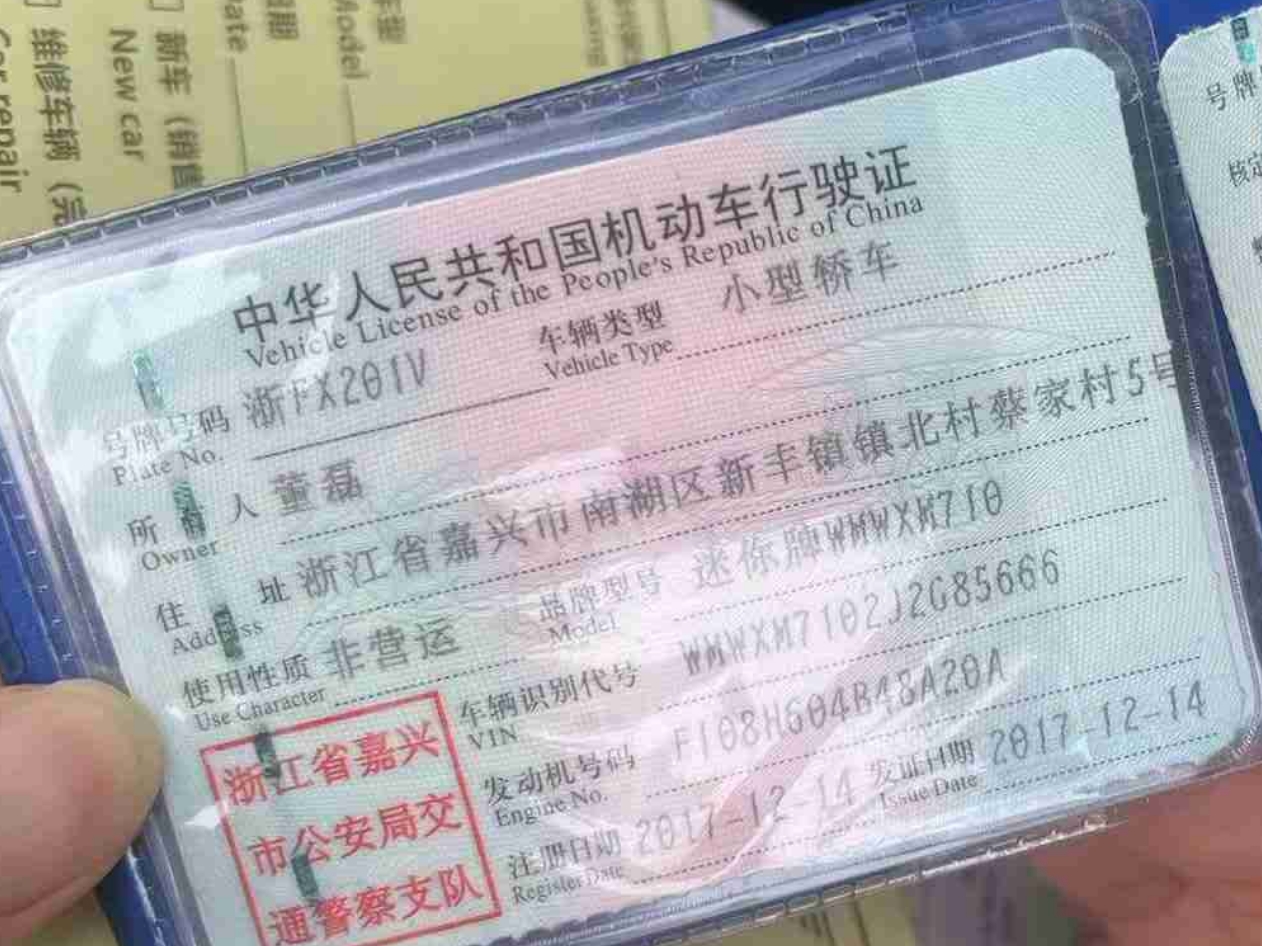 中华人民共和国机动车行驶证
Vehicle License of the People's Republic of China
号牌号码 浙FX201V 车辆类型 小型轿车
Plate No. Vehicle Type
所有人 董磊
Owner
住址 浙江省嘉兴市南湖区新丰镇镇北村蔡家村5号
Address
使用性质 非营运 品牌型号 迷你牌WMWXM710
Use Character Model
车辆识别代号 WMWXM7102J2G85666
VIN
发动机号码 F108HG04B48A20A
Engine No.
注册日期 2017-12-14 发证日期 2017-12-14
Register Date Issue Date
浙江省嘉兴
市公安局交
通警察支队
号牌
核定
车型
Model
日期
新车（销售
New car
维修车辆（完
Car repair